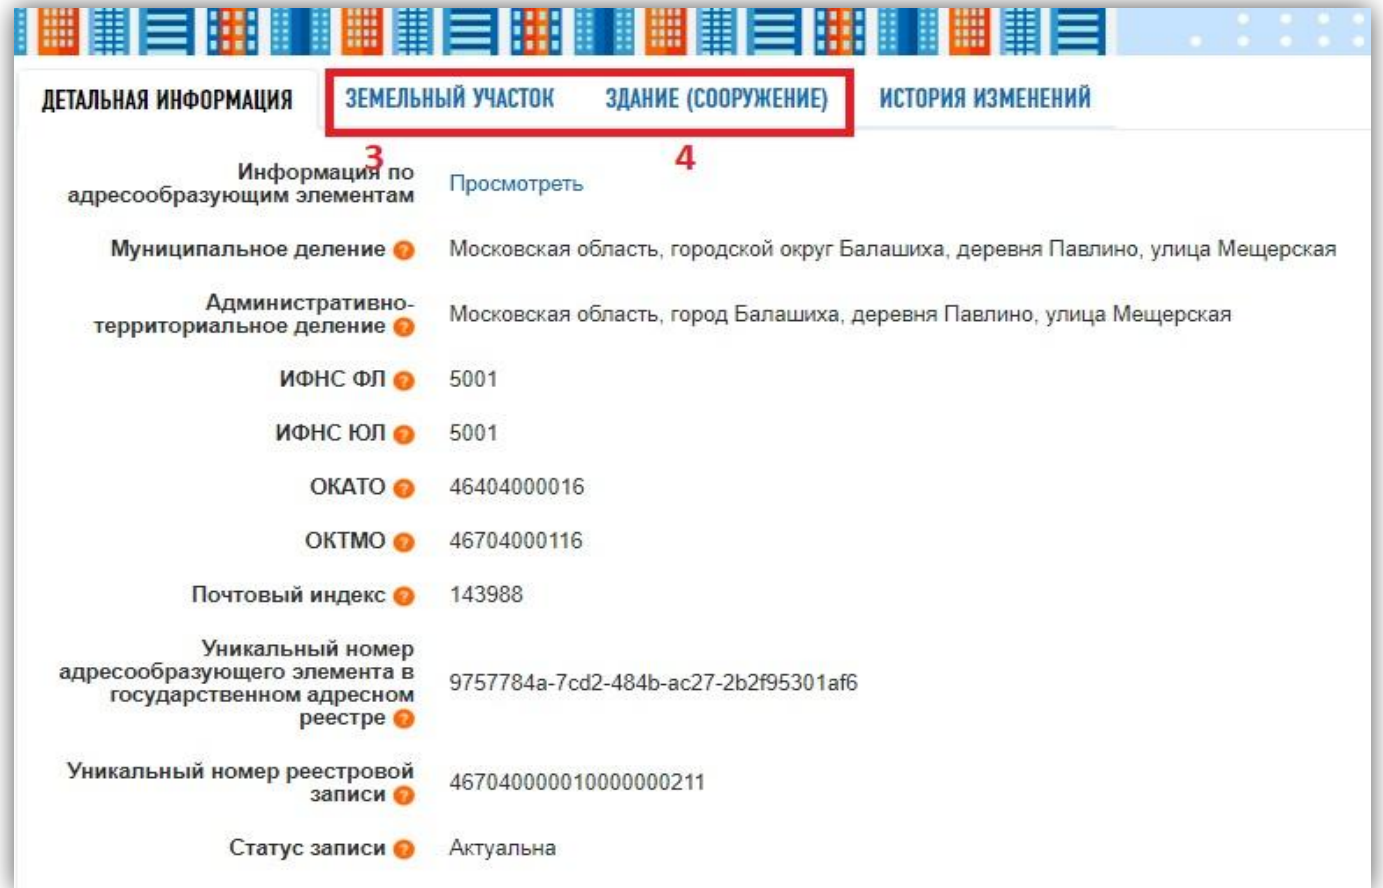 ДЕТАЛЬНАЯ ИНФОРМАЦИЯ ЗЕМЕЛЬНЫЙ УЧАСТОК ЗДАНИЕ (СООРУЖЕНИЕ) ИСТОРИЯ ИЗМЕНЕНИЙ
3 4
Информация по
адресообразующим элементам Просмотреть
Муниципальное деление ? Московская область, городской округ Балашиха, деревня Павлино, улица Мещерская
Административно-
территориальное деление ? Московская область, город Балашиха, деревня Павлино, улица Мещерская
ИФНС ФЛ ? 5001
ИФНС ЮЛ ? 5001
ОКАТО ? 46404000016
ОКТМО ? 46704000116
Почтовый индекс ? 143988
Уникальный номер
адресообразующего элемента в
государственном адресном
реестре ? 9757784a-7cd2-484b-ac27-2b2f95301af6
Уникальный номер реестровой
записи ? 467040000010000000211
Статус записи ? Актуальна